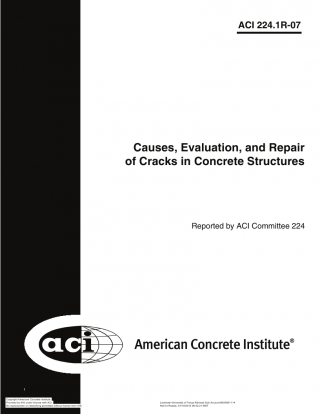 ACI 224.1R-07
Causes, Evaluation, and Repair
of Cracks in Concrete Structures
Reported by ACI Committee 224
aci
American Concrete Institute®